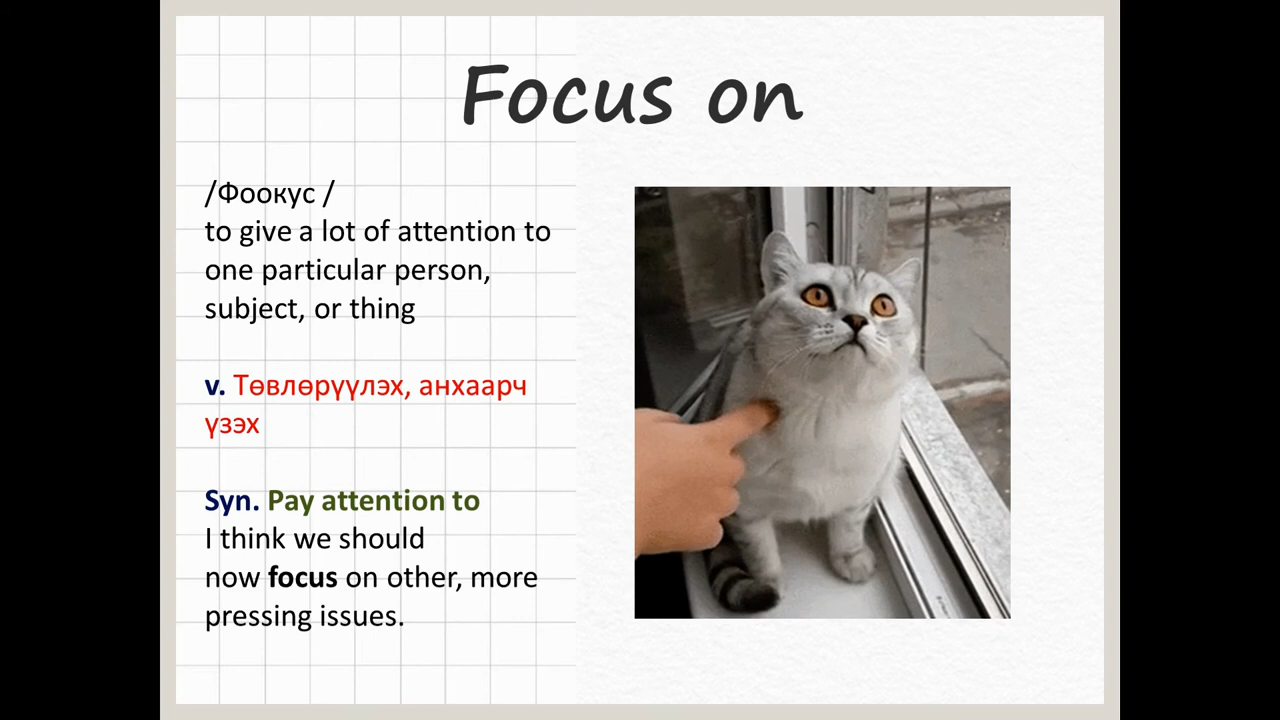 Focus on
/Фоокус /
to give a lot of attention to
one particular person,
subject, or thing
v. Төвлөрүүлэх, анхаарч
үзэх
Syn. Pay attention to
I think we should
now focus on other, more
pressing issues.